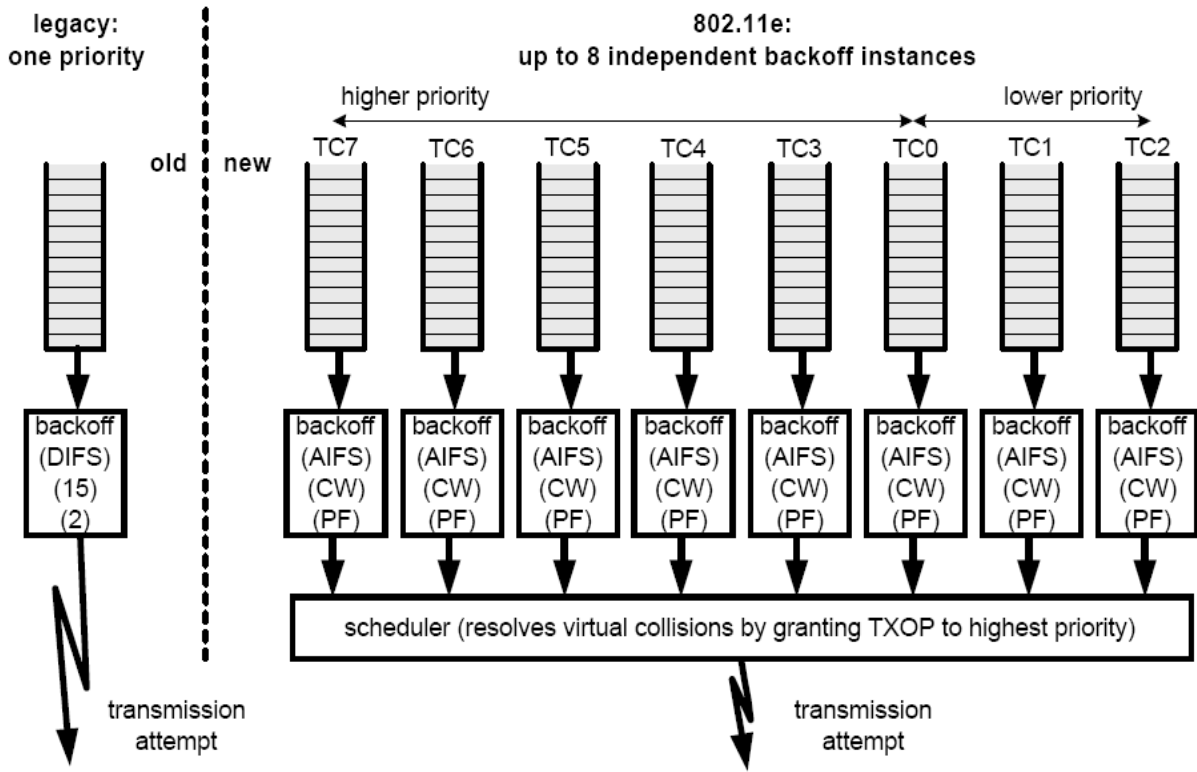 legacy:
one priority
802.11e:
up to 8 independent backoff instances
higher priority
lower priority
old
new
TC7
TC6
TC5
TC4
TC3
TC0
TC1
TC2
backoff
(DIFS)
(15)
(2)
backoff
(AIFS)
(CW)
(PF)
backoff
(AIFS)
(CW)
(PF)
backoff
(AIFS)
(CW)
(PF)
backoff
(AIFS)
(CW)
(PF)
backoff
(AIFS)
(CW)
(PF)
backoff
(AIFS)
(CW)
(PF)
backoff
(AIFS)
(CW)
(PF)
backoff
(AIFS)
(CW)
(PF)
scheduler (resolves virtual collisions by granting TXOP to highest priority)
transmission
attempt
transmission
attempt